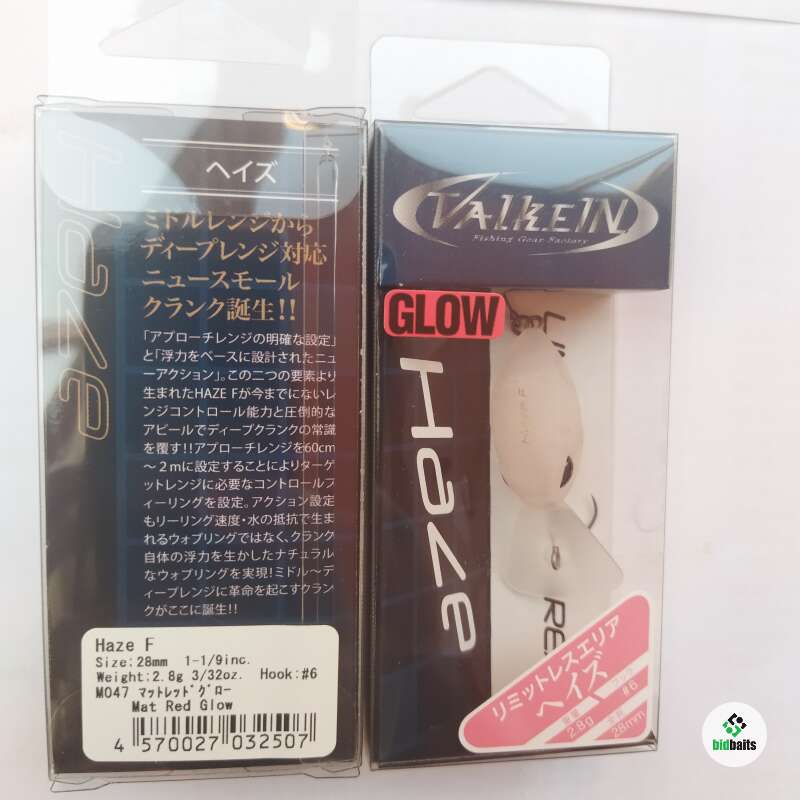 Haze
ヘイズ
ミドルレンジから
ディープレンジ対応
ニュースモール
クランク誕生!!
「アプローチレンジの明確な設定」
と「浮力をベースに設計されたニュ
ーアクション」。この二つの要素より
生まれたHAZE Fが今までにないレ
ンジコントロール能力と圧倒的な
アピールでディープクランクの常識
を覆す!!アプローチレンジを60cm
～2mに設定することによりターゲ
ットレンジに必要なコントロールフ
ィーリングを設定。アクション設定
もリーリング速度・水の抵抗で生ま
れるウォブリングではなく、クランク
自体の浮力を生かしたナチュラル
なウォブリングを実現!ミドル～デ
ィープレンジに革命を起こすクラン
クがここに誕生!!
Haze F
Size:28mm 1-1/9inc.
Weight:2.8g 3/32oz. Hook:#6
M047 マットレッドグロー
Mat Red Glow
4 570027 032507
VALKEIN
Fishing Gear Factory
GLOW
Haze
リミットレスエリア
ヘイズ
2.8g
#6
28mm
bidbaits